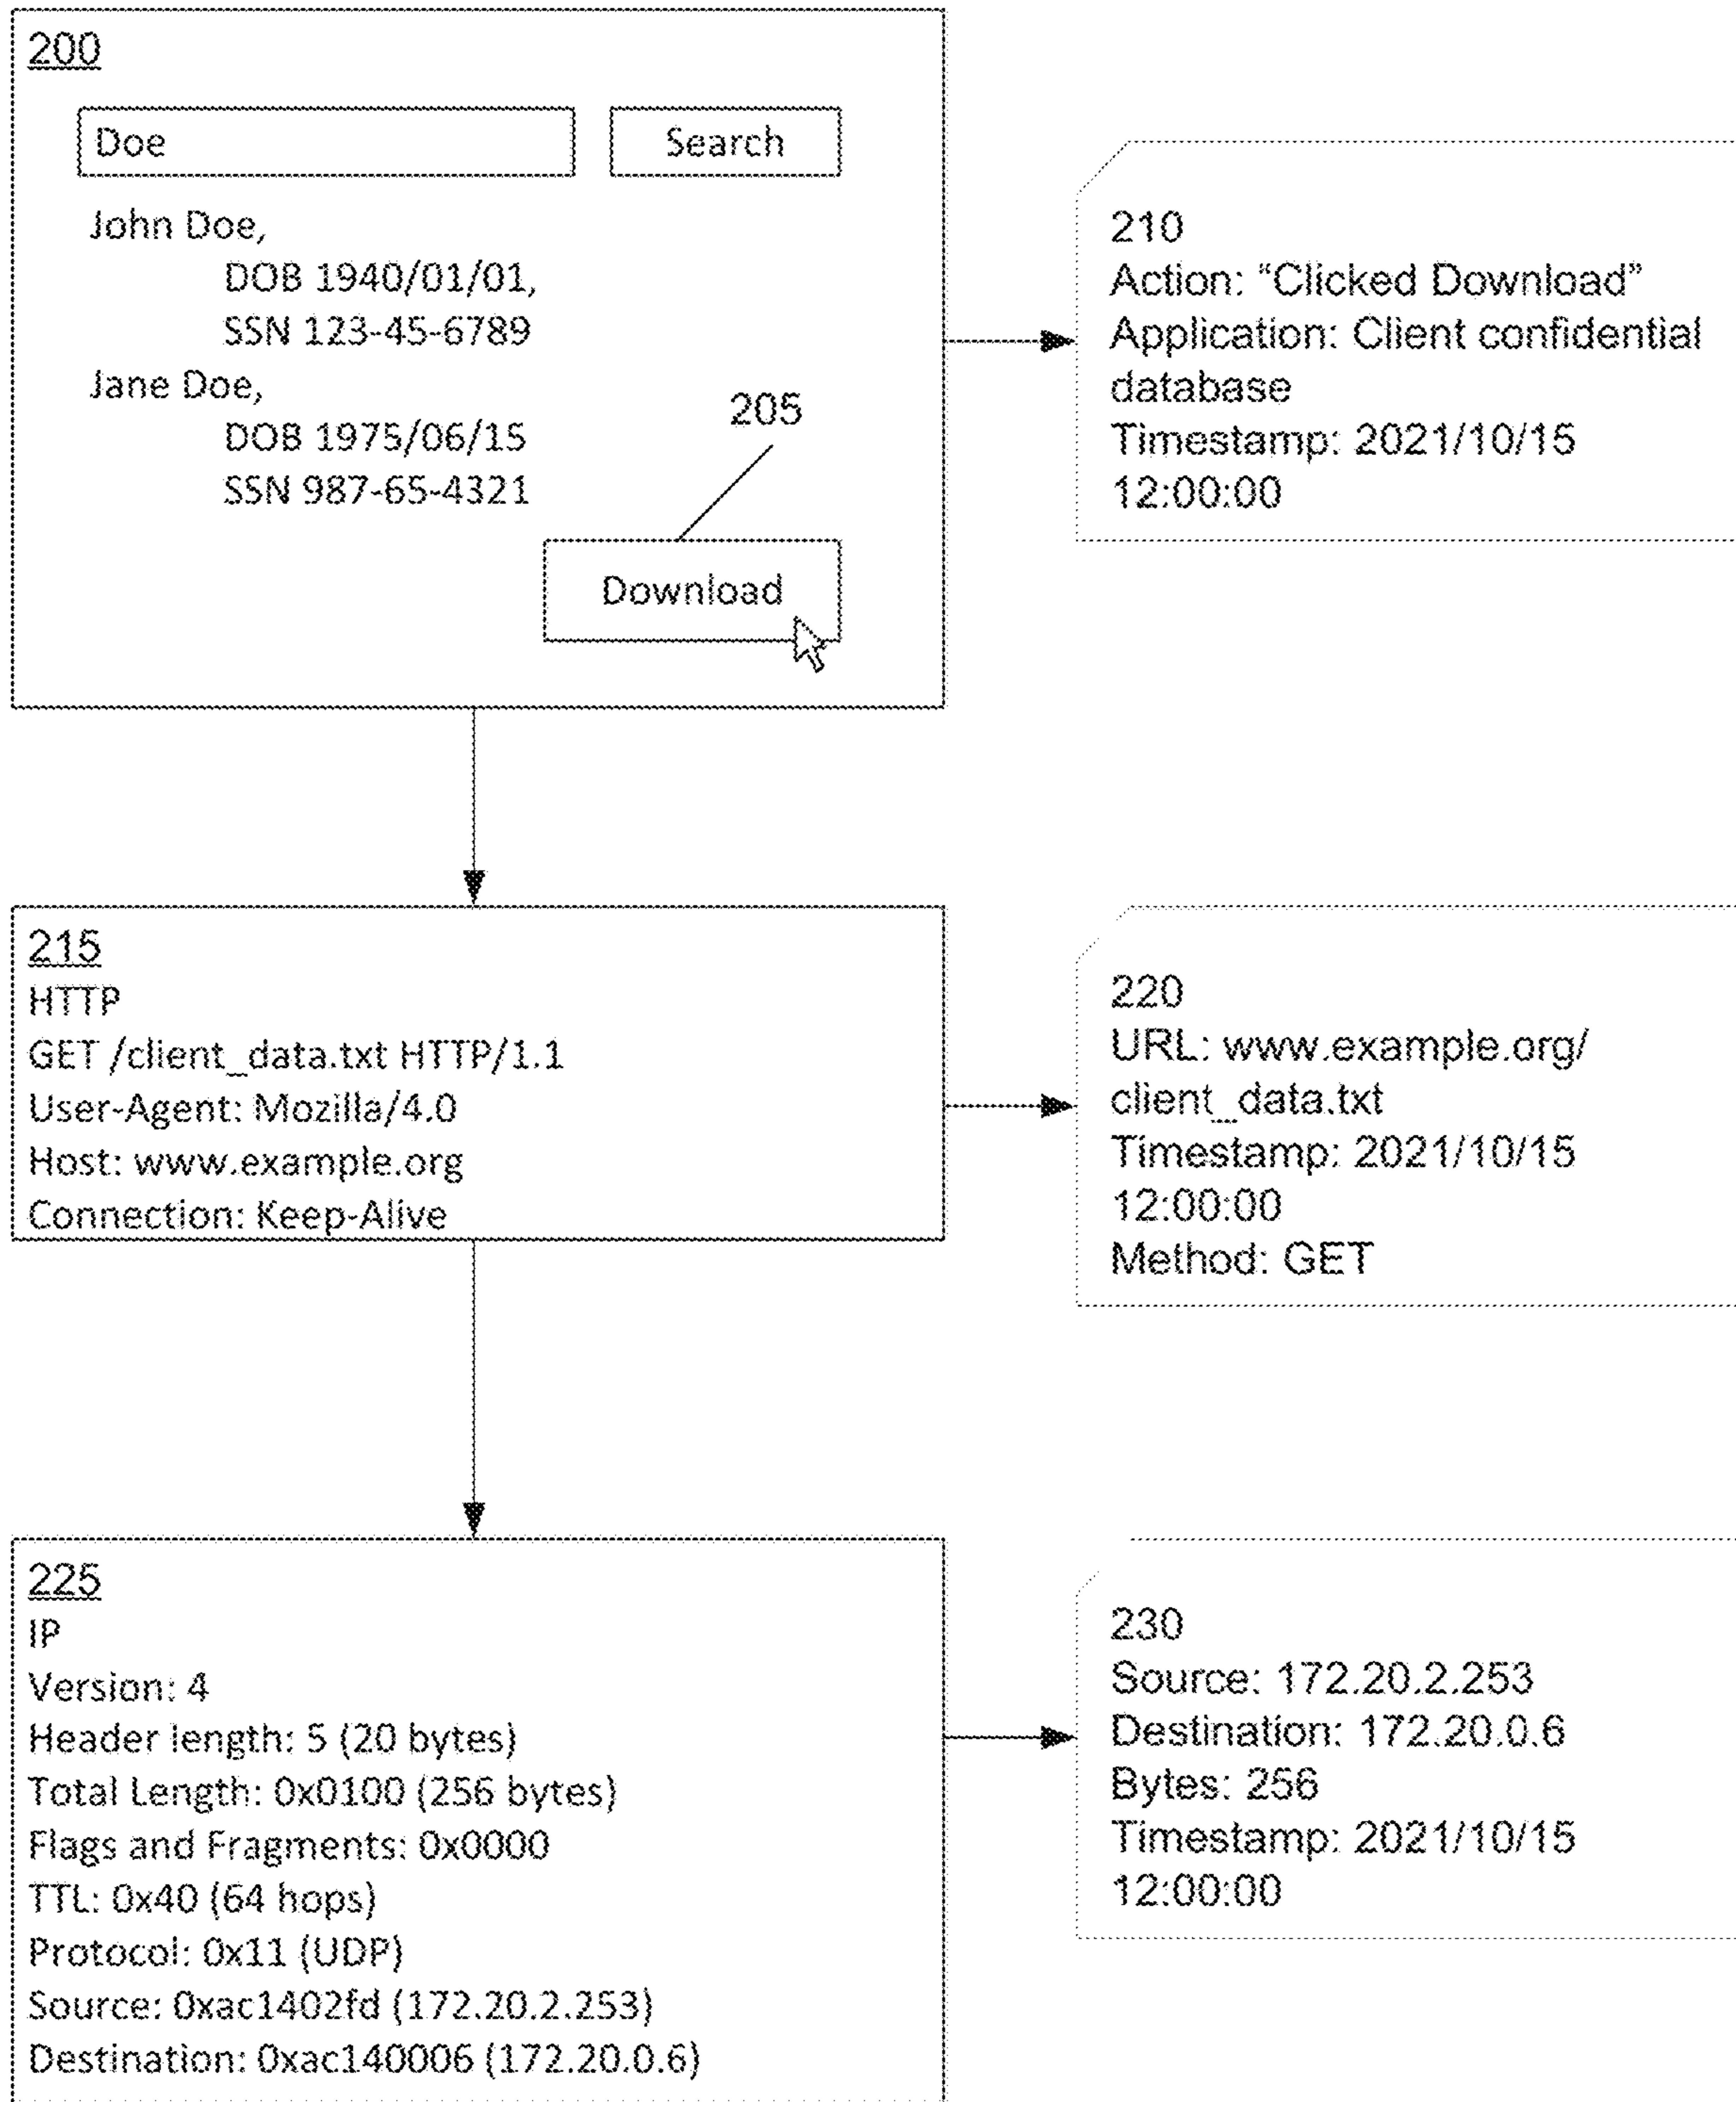 200
Doe
Search
John Doe,
DOB 1940/01/01,
SSN 123-45-6789
Jane Doe,
DOB 1975/06/15
SSN 987-65-4321
205
Download
210
Action: “Clicked Download”
Application: Client confidential
database
Timestamp: 2021/10/15
12:00:00
215
HTTP
GET /client_data.txt HTTP/1.1
User-Agent: Mozilla/4.0
Host: www.example.org
Connection: Keep-Alive
220
URL: www.example.org/
client_data.txt
Timestamp: 2021/10/15
12:00:00
Method: GET
225
IP
Version: 4
Header length: 5 (20 bytes)
Total Length: 0x0100 (256 bytes)
Flags and Fragments: 0x0000
TTL: 0x40 (64 hops)
Protocol: 0x11 (UDP)
Source: 0xac1402fd (172.20.2.253)
Destination: 0xac140006 (172.20.0.6)
230
Source: 172.20.2.253
Destination: 172.20.0.6
Bytes: 256
Timestamp: 2021/10/15
12:00:00